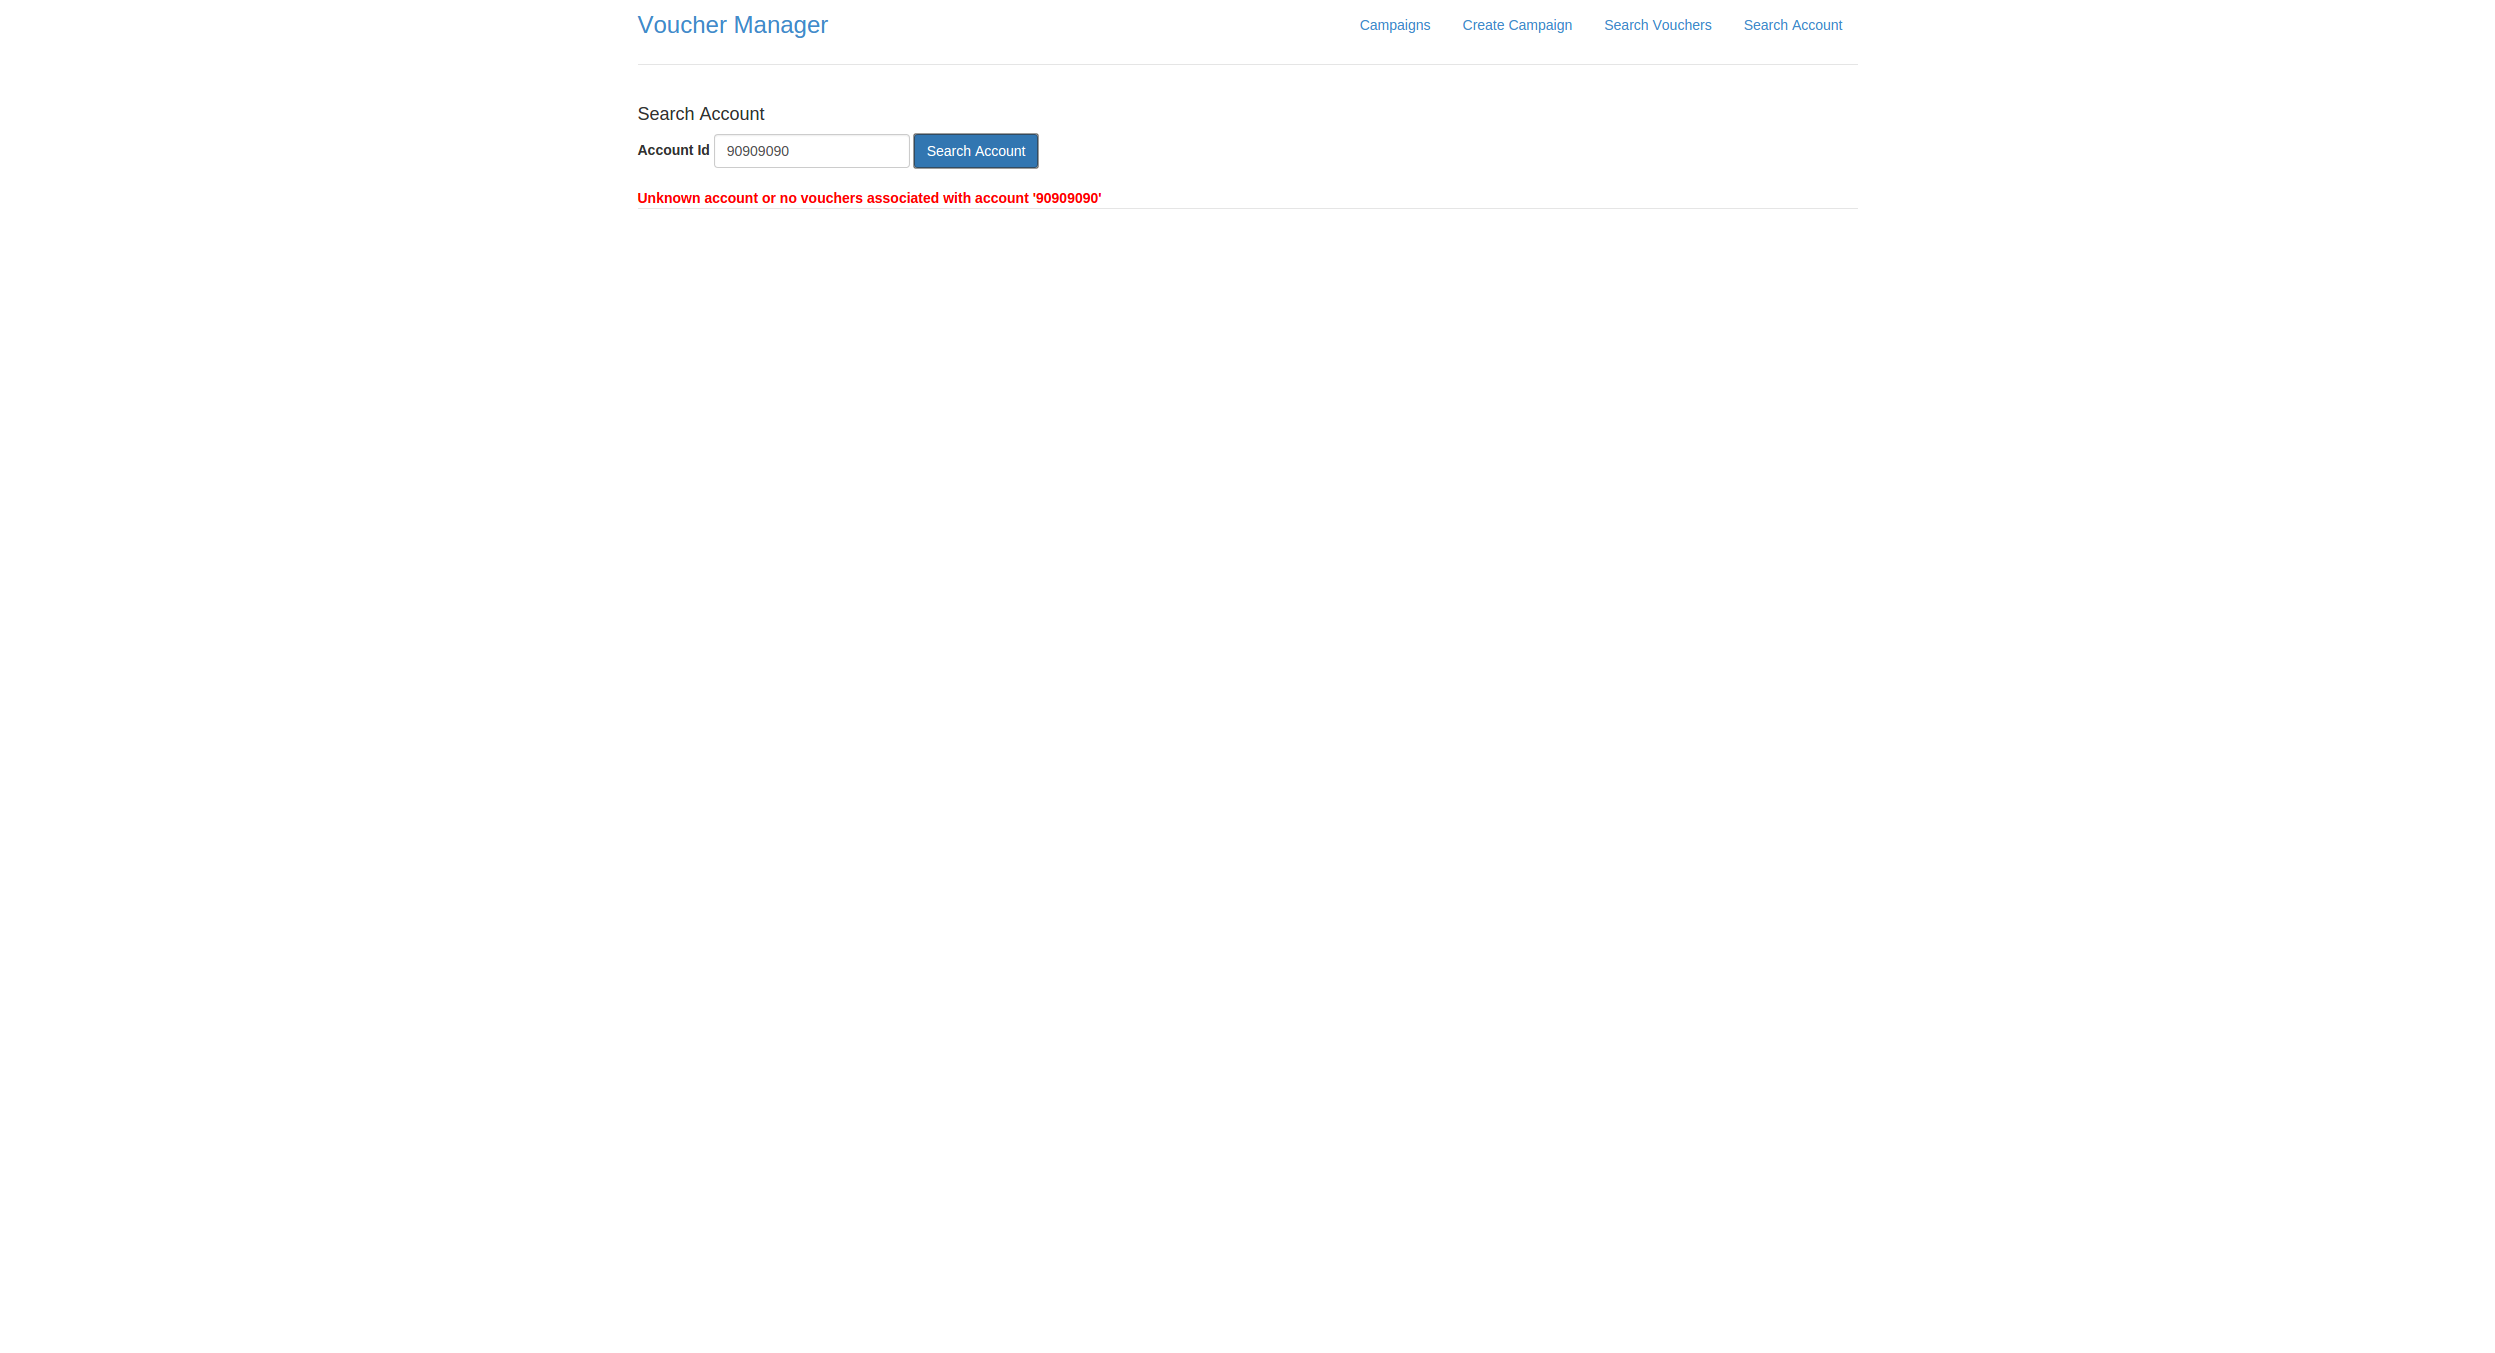 Voucher Manager
Campaigns Create Campaign Search Vouchers Search Account
Search Account
Account Id 90909090 Search Account
Unknown account or no vouchers associated with account '90909090'